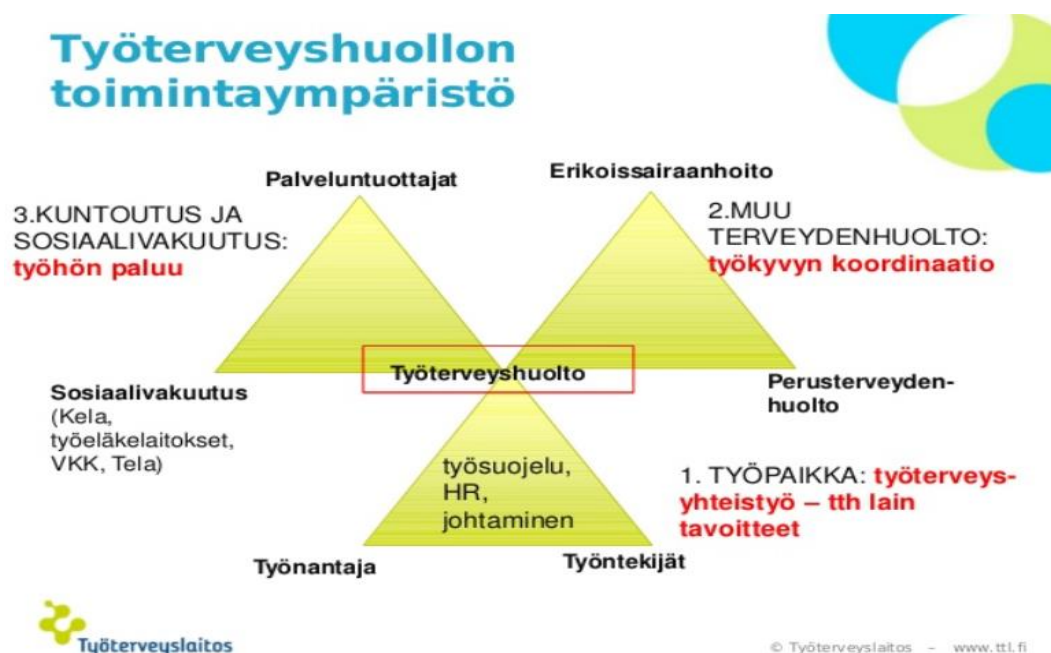 Työterveyshuollon
toimintaympäristö
Palveluntuottajat
Erikoissairaanhoito
3.KUNTOUTUS JA
SOSIAALIVAKUUTUS:
työhön paluu
2.MUU
TERVEYDENHUOLTO:
työkyvyn koordinaatio
Työterveyshuolto
Sosiaalivakuutus
(Kela,
työeläkelaitokset,
VKK, Tela)
Perusterveyden-
huolto
työsuojelu,
HR,
johtaminen
1. TYÖPAIKKA: työterveys-
yhteistyö – tth lain
tavoitteet
Työnantaja
Työntekijät
Työterveyslaitos
© Työterveyslaitos – www.ttl.fi